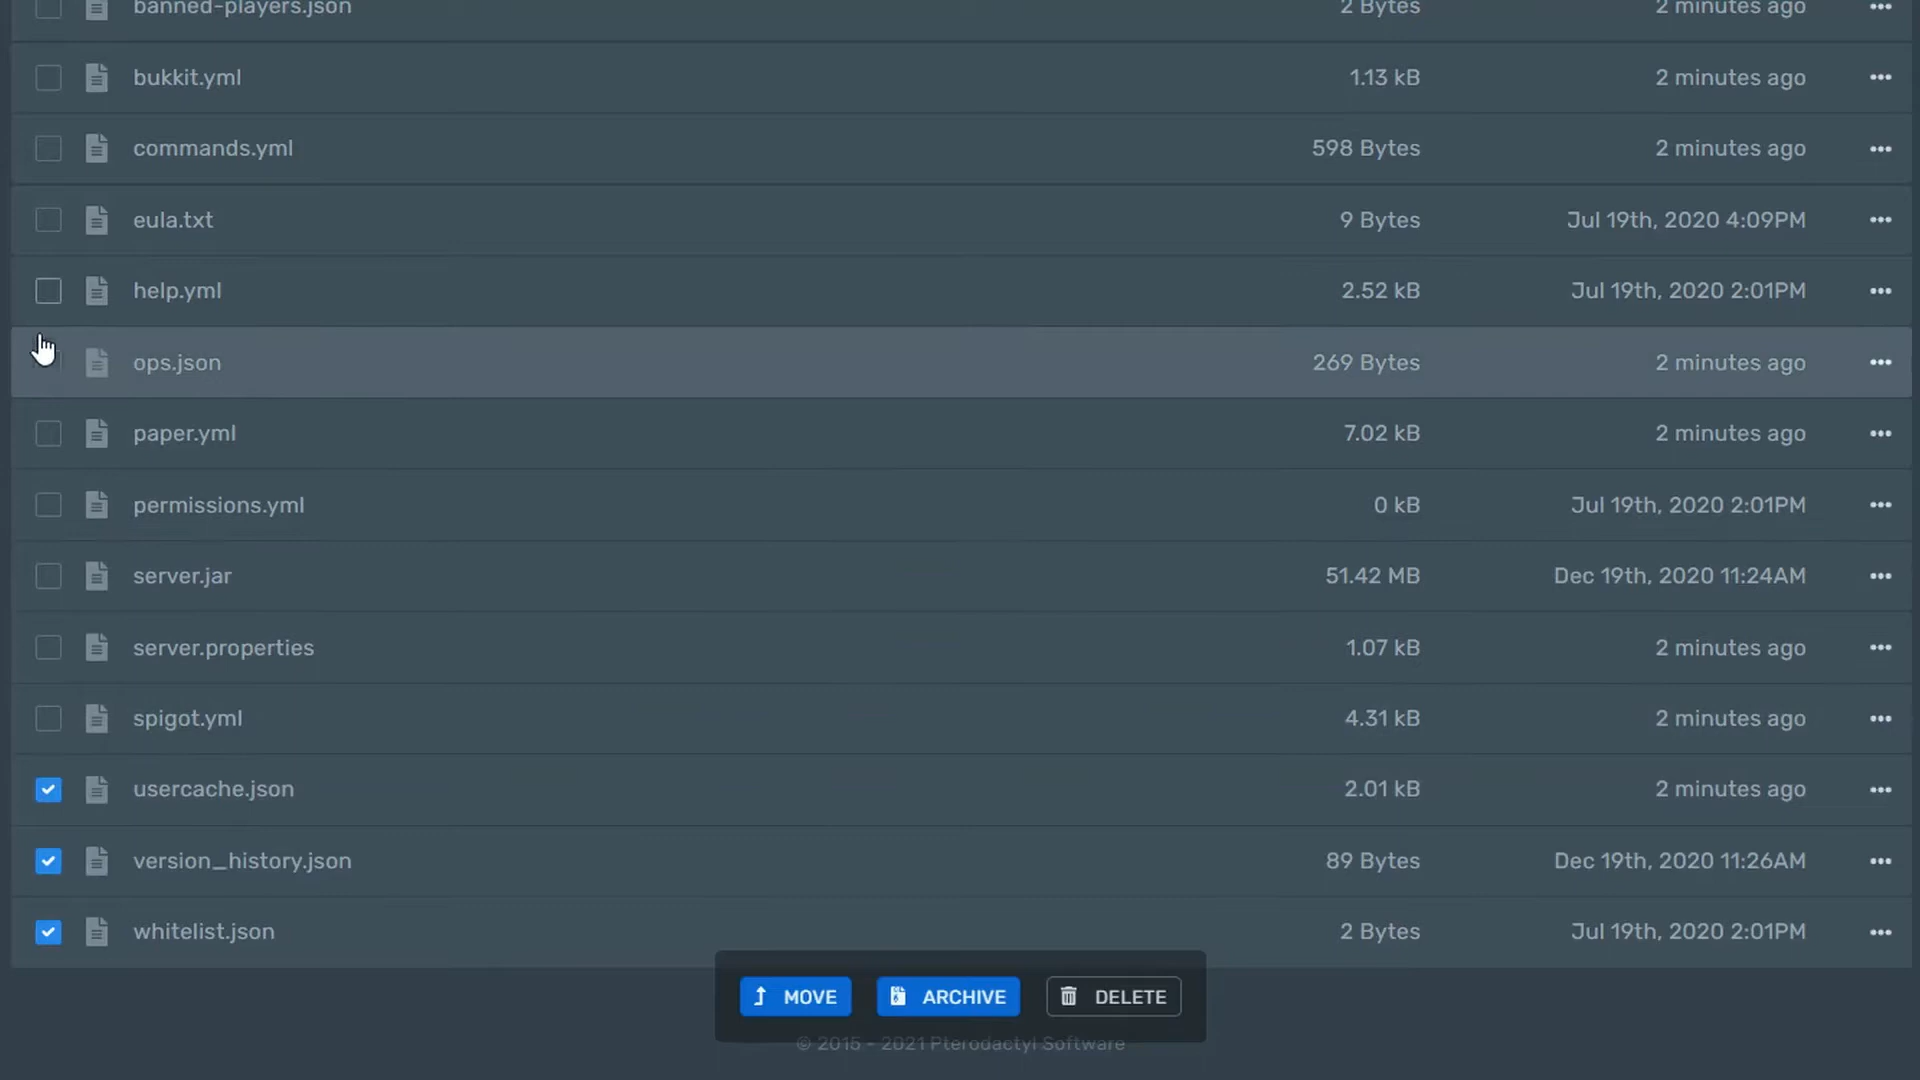 banned-players.json 2 Bytes 2 minutes ago
bukkit.yml 1.13 kB 2 minutes ago
commands.yml 598 Bytes 2 minutes ago
eula.txt 9 Bytes Jul 19th, 2020 4:09PM
help.yml 2.52 kB Jul 19th, 2020 2:01PM
ops.json 269 Bytes 2 minutes ago
paper.yml 7.02 kB 2 minutes ago
permissions.yml 0 kB Jul 19th, 2020 2:01PM
server.jar 51.42 MB Dec 19th, 2020 11:24AM
server.properties 1.07 kB 2 minutes ago
spigot.yml 4.31 kB 2 minutes ago
usercache.json 2.01 kB 2 minutes ago
version_history.json 89 Bytes Dec 19th, 2020 11:26AM
whitelist.json 2 Bytes Jul 19th, 2020 2:01PM
MOVE ARCHIVE DELETE
© 2015 - 2021 Pterodactyl Software